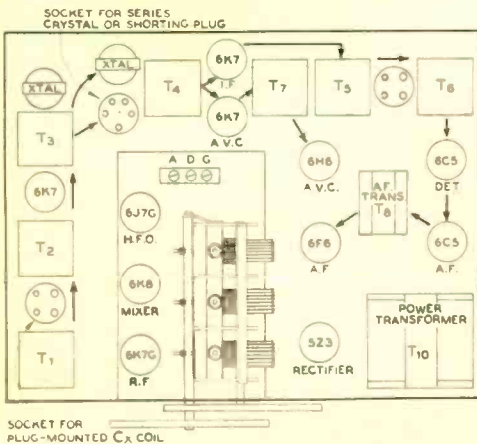 SOCKET FOR SERIES
CRYSTAL OR SHORTING PLUG
XTAL
XTAL
T4
6K7
I.F.
6K7
A.V.C
T7
T5
T6
T3
6K7
T2
T1
A D G
6J7G
H.F.O.
6K8
MIXER
6K7G
R.F
6H6
A.V.C.
6C5
DET.
A.F.
TRANS.
T8
6F6
A.F
6C5
A.F.
5Z3
RECTIFIER
POWER
TRANSFORMER
T10
SOCKET FOR
PLUG-MOUNTED CX COIL